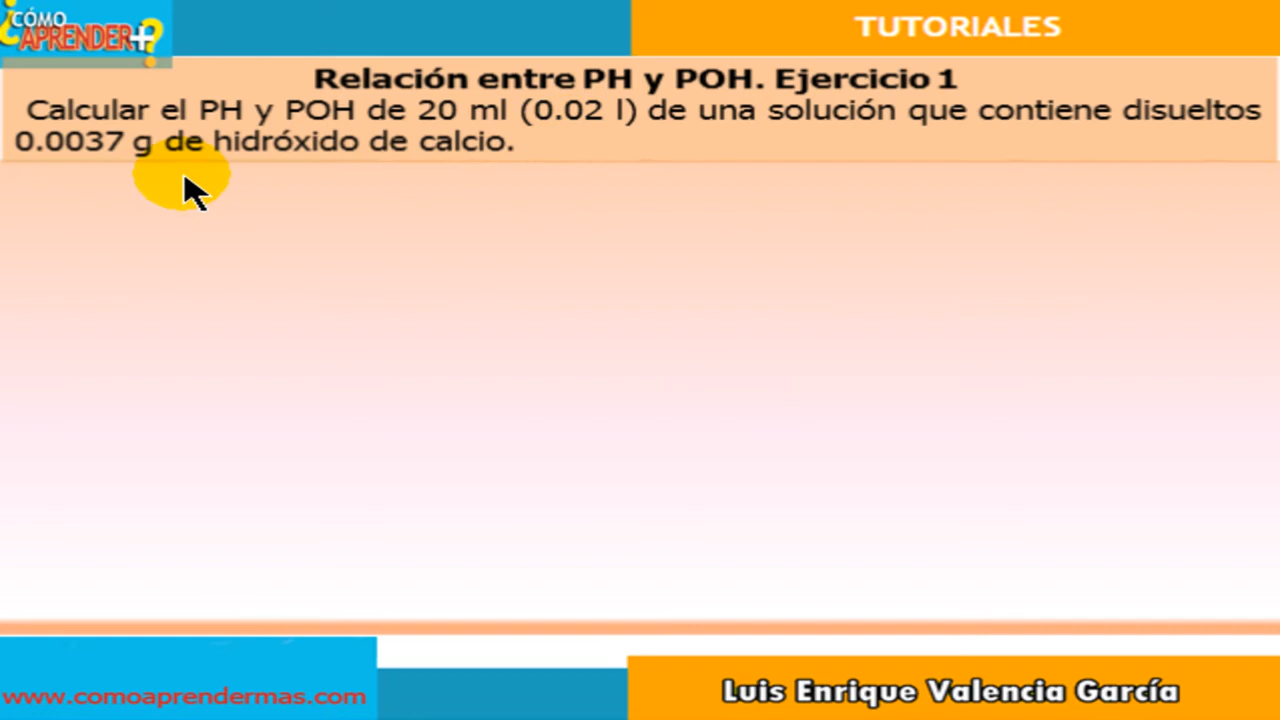 ¿CÓMO
APRENDER+?
TUTORIALES
Relación entre PH y POH. Ejercicio 1
Calcular el PH y POH de 20 ml (0.02 l) de una solución que contiene disueltos
0.0037 g de hidróxido de calcio.
www.comoaprendermas.com
Luis Enrique Valencia García